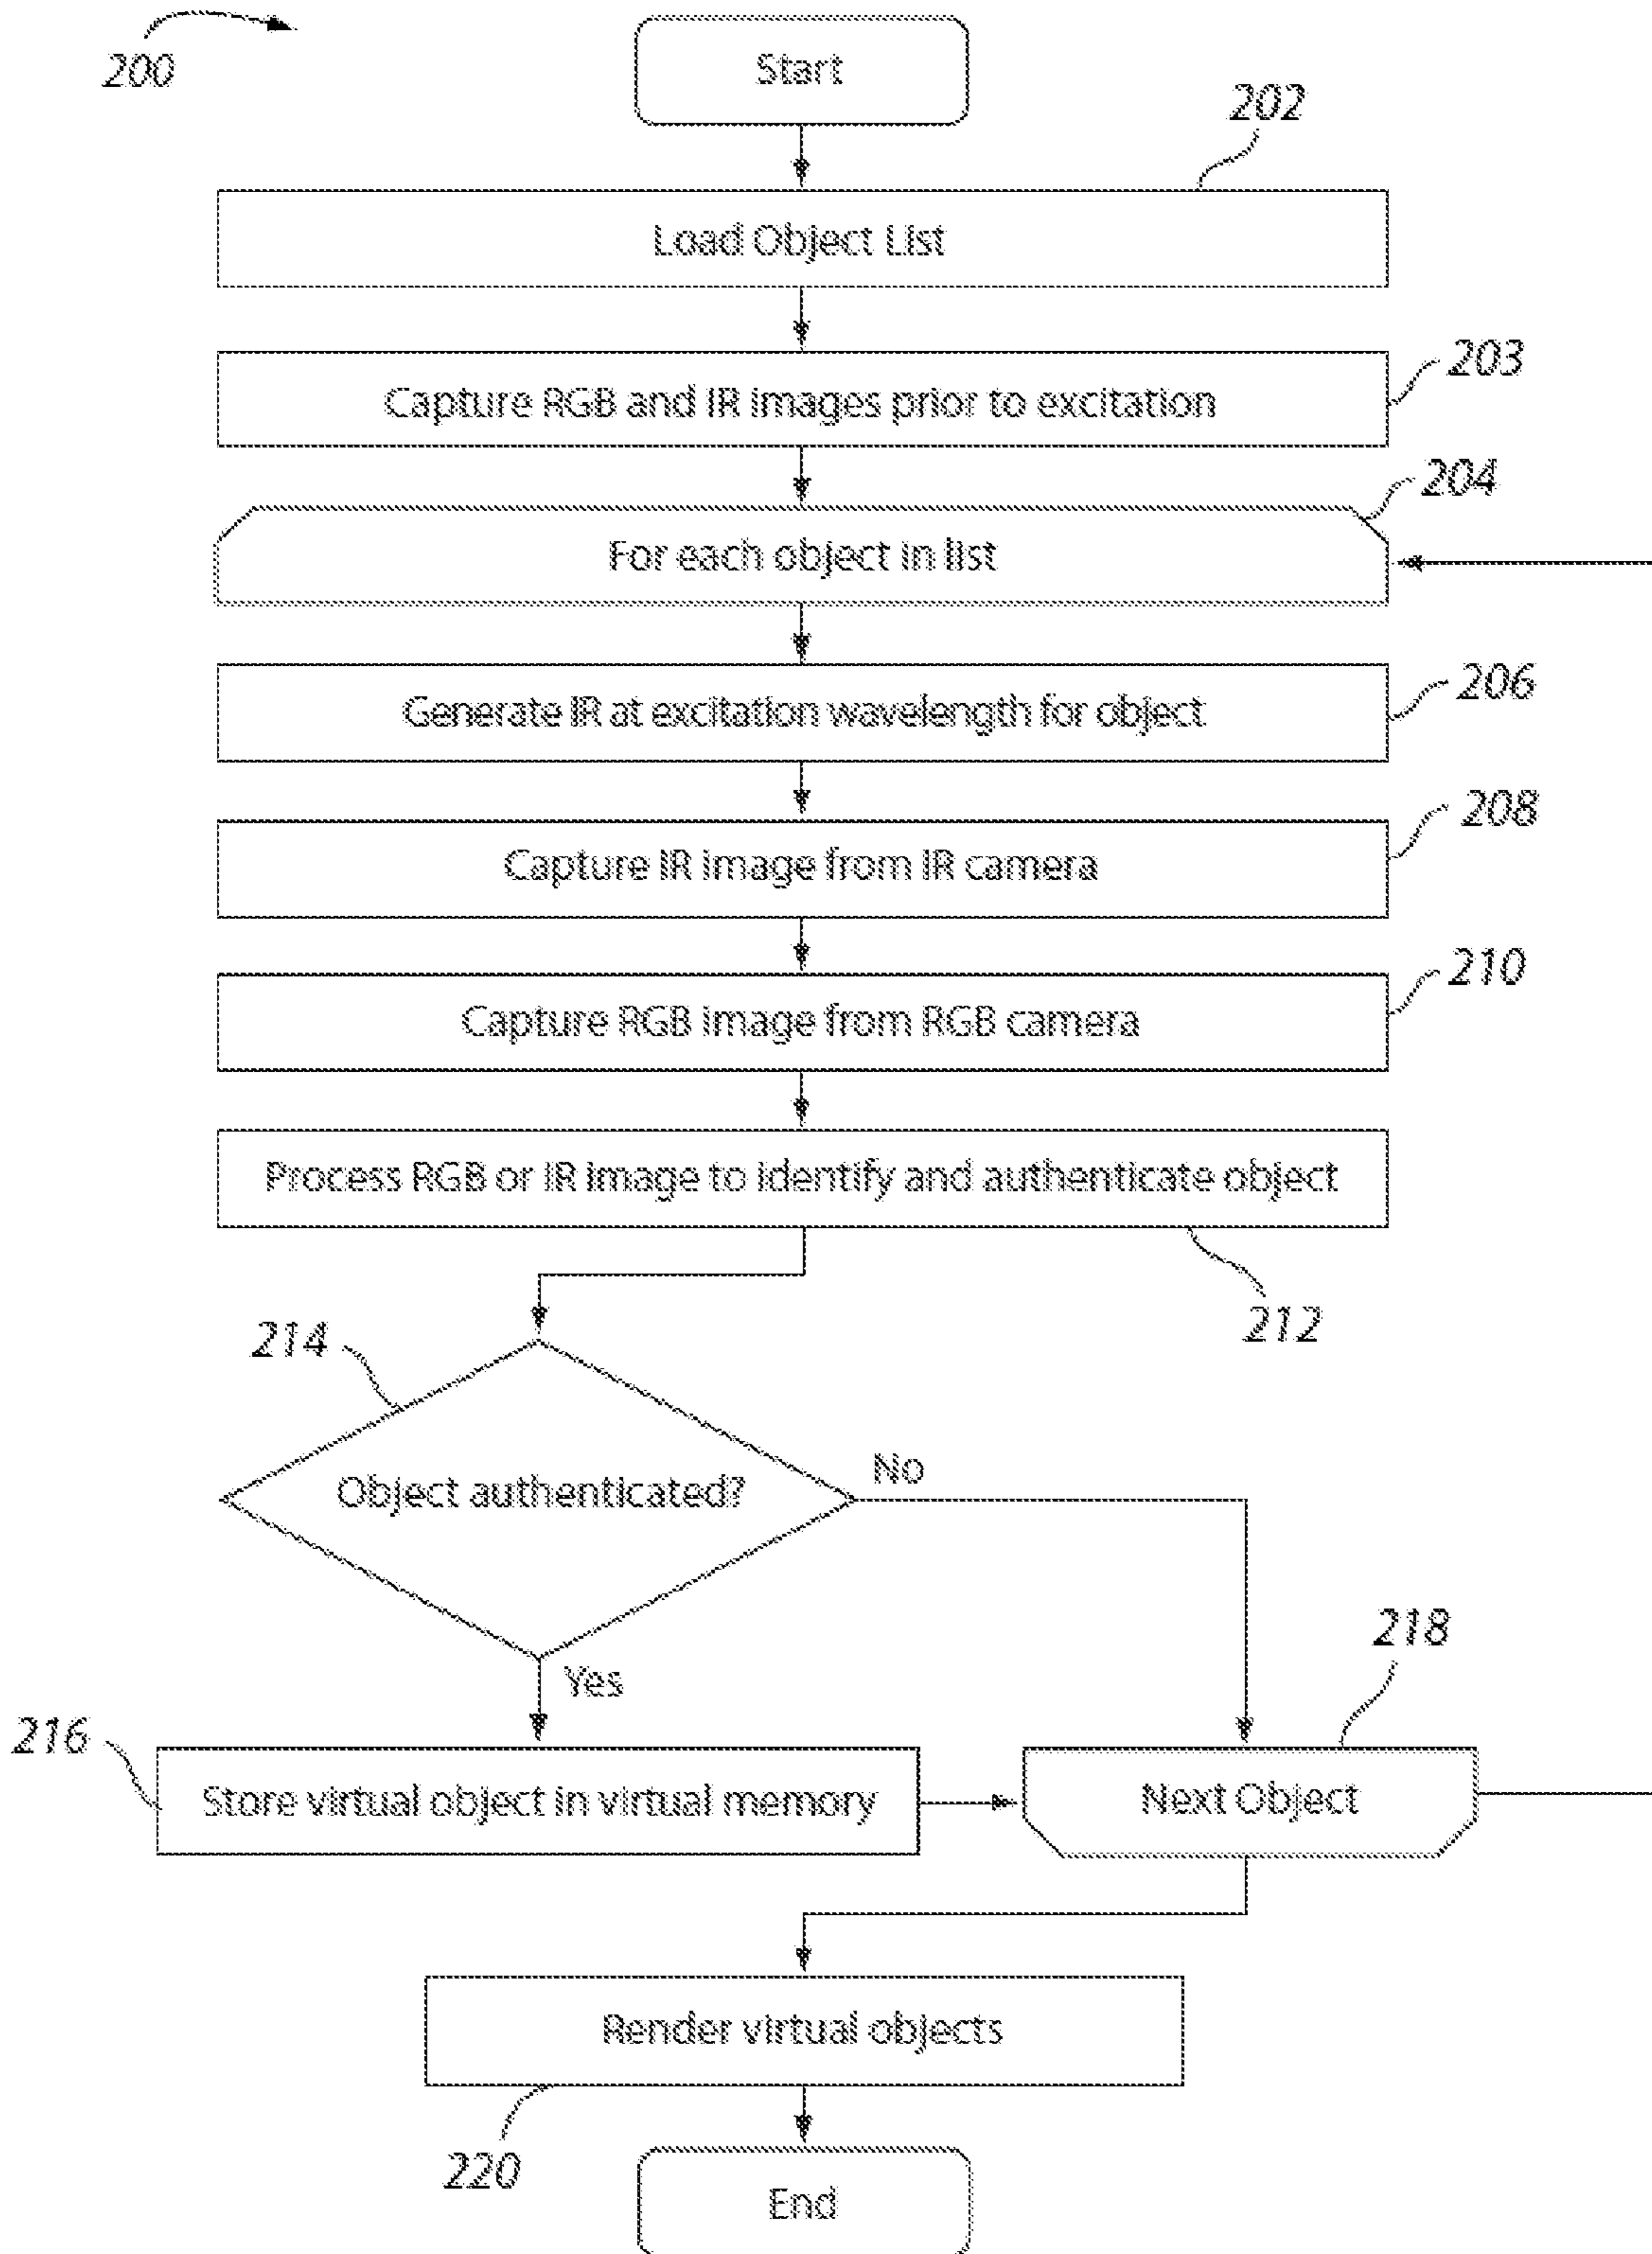 200
Start
202
Load Object List
203
Capture RGB and IR images prior to excitation
204
For each object in list
206
Generate IR at excitation wavelength for object
208
Capture IR image from IR camera
210
Capture RGB image from RGB camera
Process RGB or IR image to identify and authenticate object
212
214
Object authenticated?
No
Yes
218
216
Store virtual object in virtual memory
Next Object
Render virtual objects
220
End